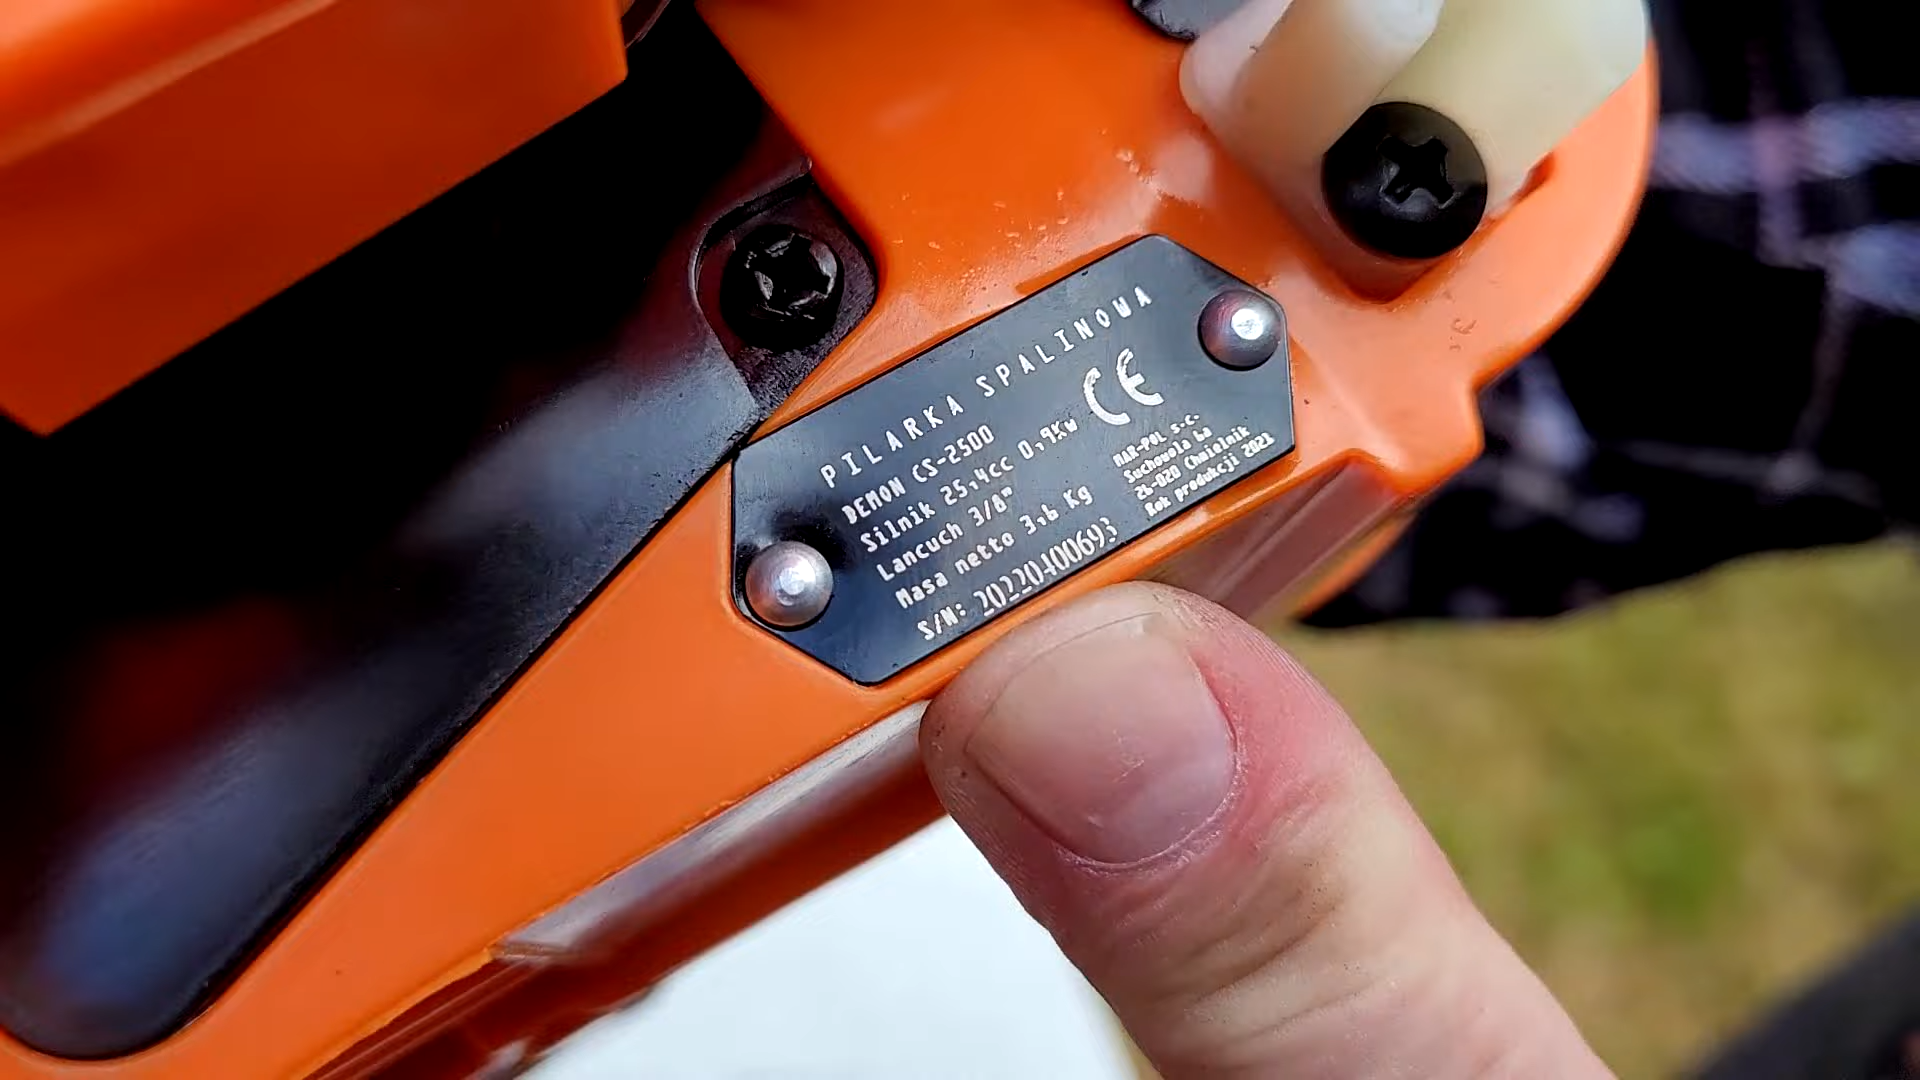 PILARKA SPALINOWA
DEMON CS-2500
Silnik 25,4cc 0,9Kw
Lancuch 3/8"
Masa netto 3,6 Kg
S/N: 20220400693
CE
MAR-POL S.C.
Suchowola 6a
26-020 Chmielnik
Rok produkcji 2021